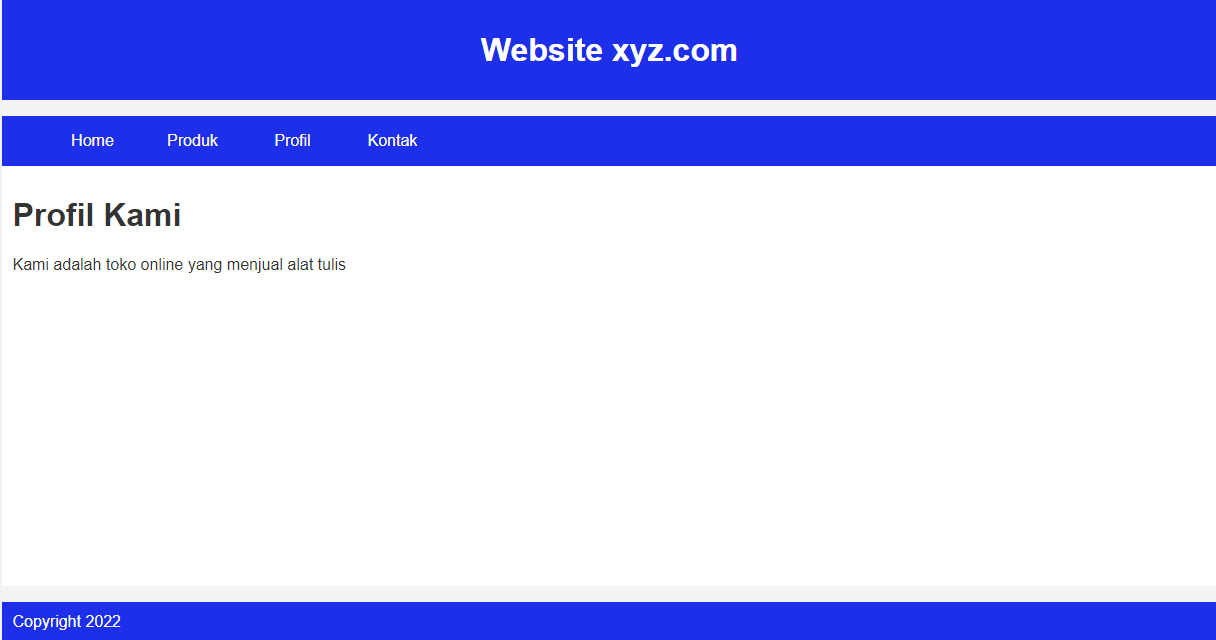 Website xyz.com
Home Produk Profil Kontak
Profil Kami
Kami adalah toko online yang menjual alat tulis
Copyright 2022